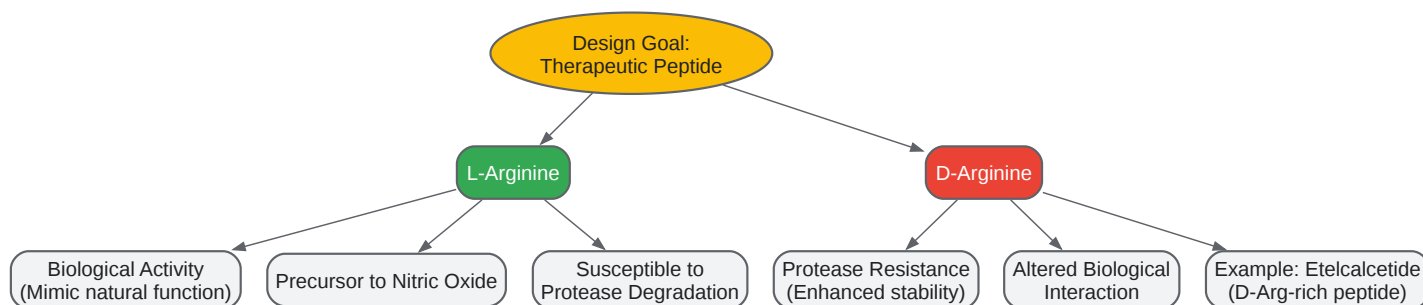 Design Goal:
Therapeutic Peptide
L-Arginine
D-Arginine
Biological Activity
(Mimic natural function)
Precursor to Nitric Oxide
Susceptible to
Protease Degradation
Protease Resistance
(Enhanced stability)
Altered Biological
Interaction
Example: Etelcalcetide
(D-Arg-rich peptide)